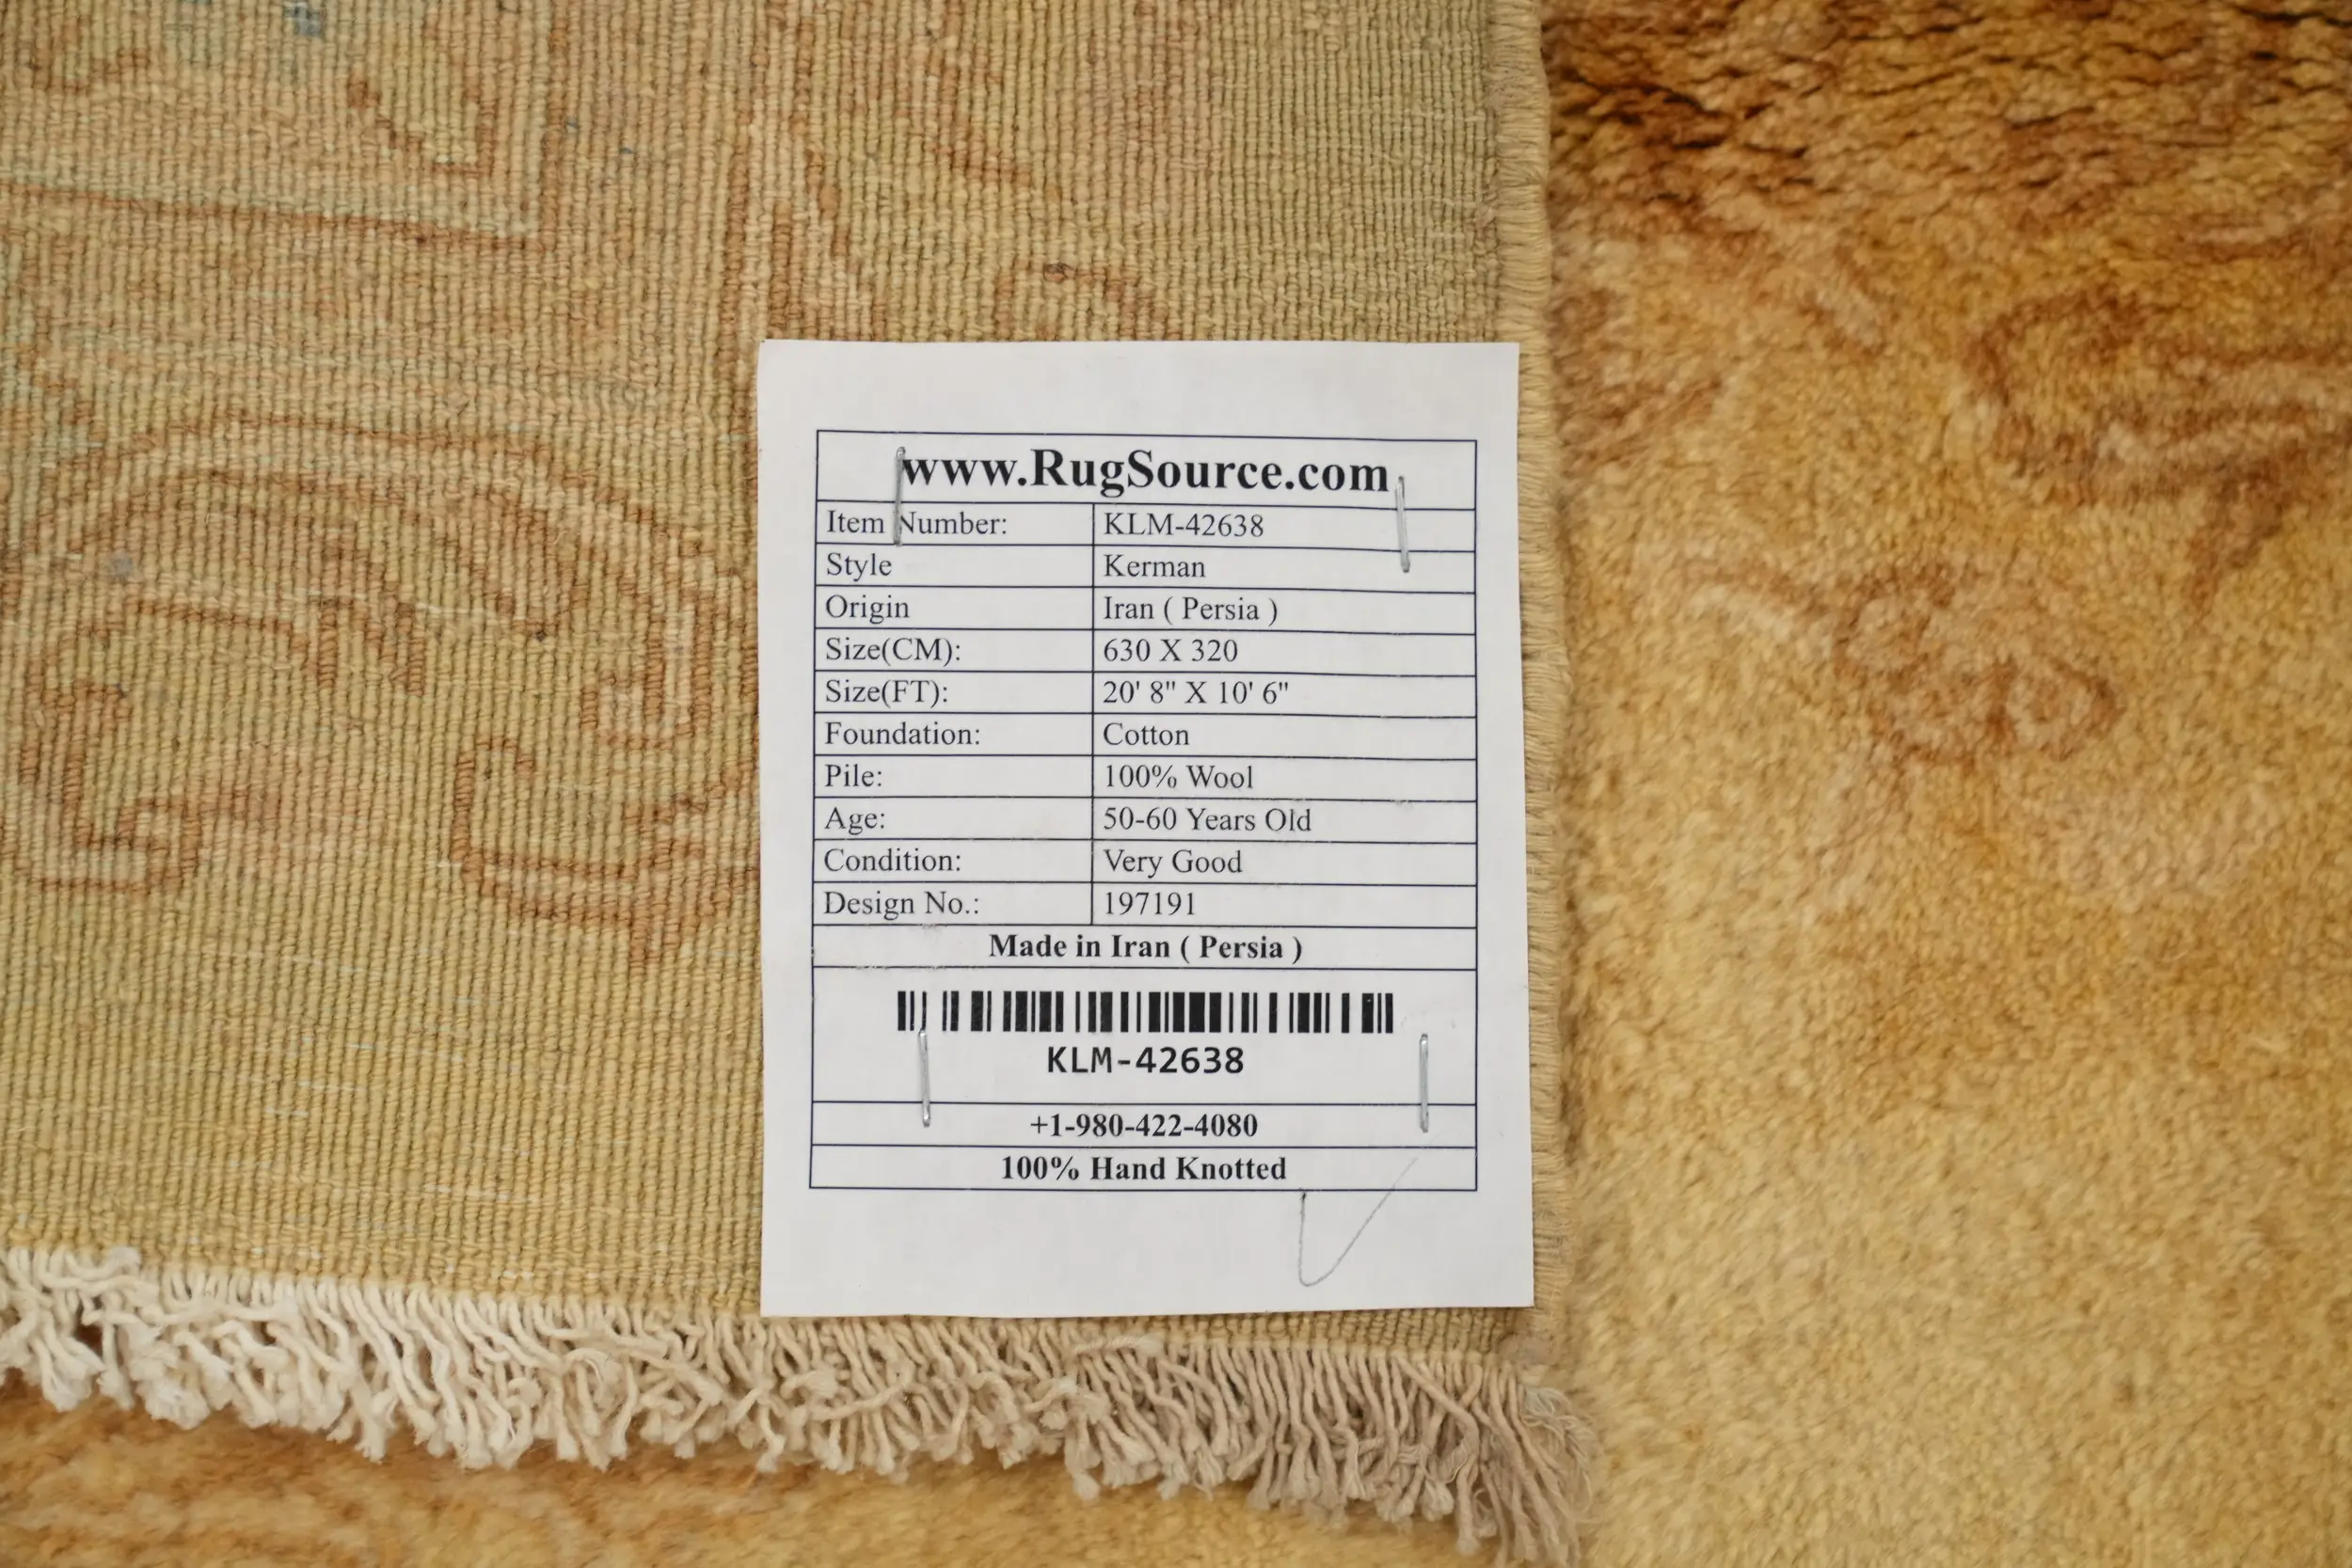 www.RugSource.com
Item Number: KLM-42638
Style Kerman
Origin Iran ( Persia )
Size(CM): 630 X 320
Size(FT): 20' 8" X 10' 6"
Foundation: Cotton
Pile: 100% Wool
Age: 50-60 Years Old
Condition: Very Good
Design No.: 197191
Made in Iran ( Persia )
KLM-42638
+1-980-422-4080
100% Hand Knotted